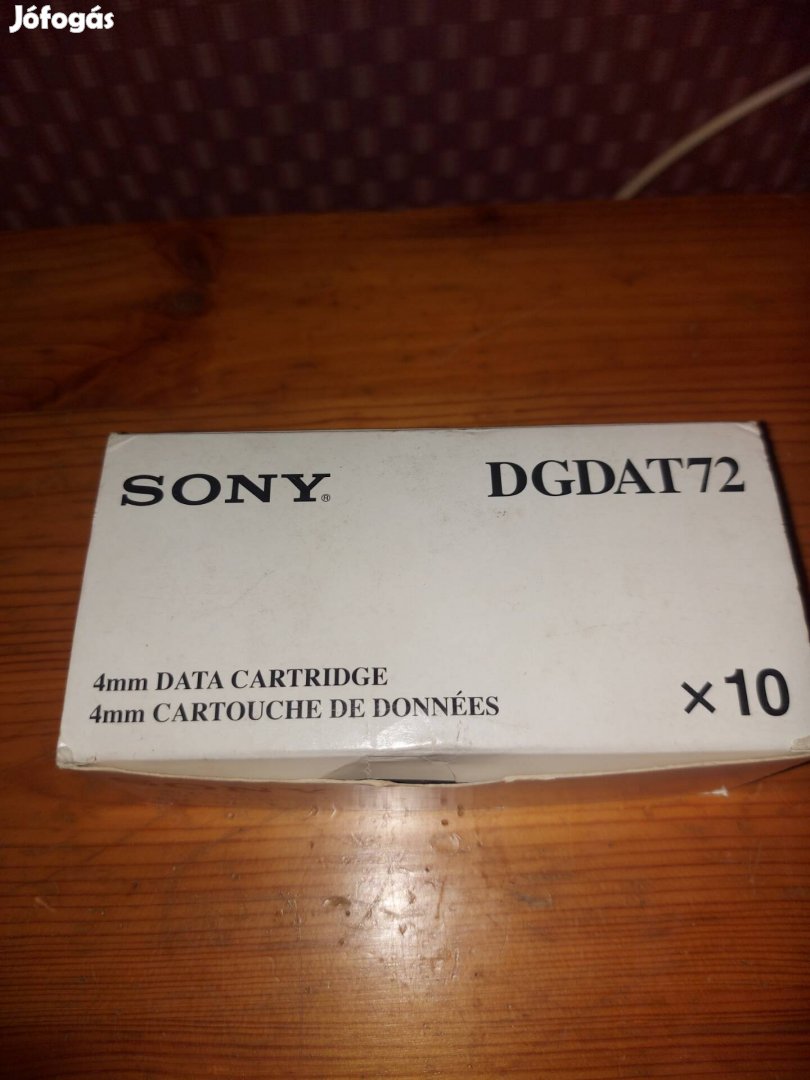 Jófogás
SONY®
DGDAT72
4mm DATA CARTRIDGE
4mm CARTOUCHE DE DONNÉES
×10